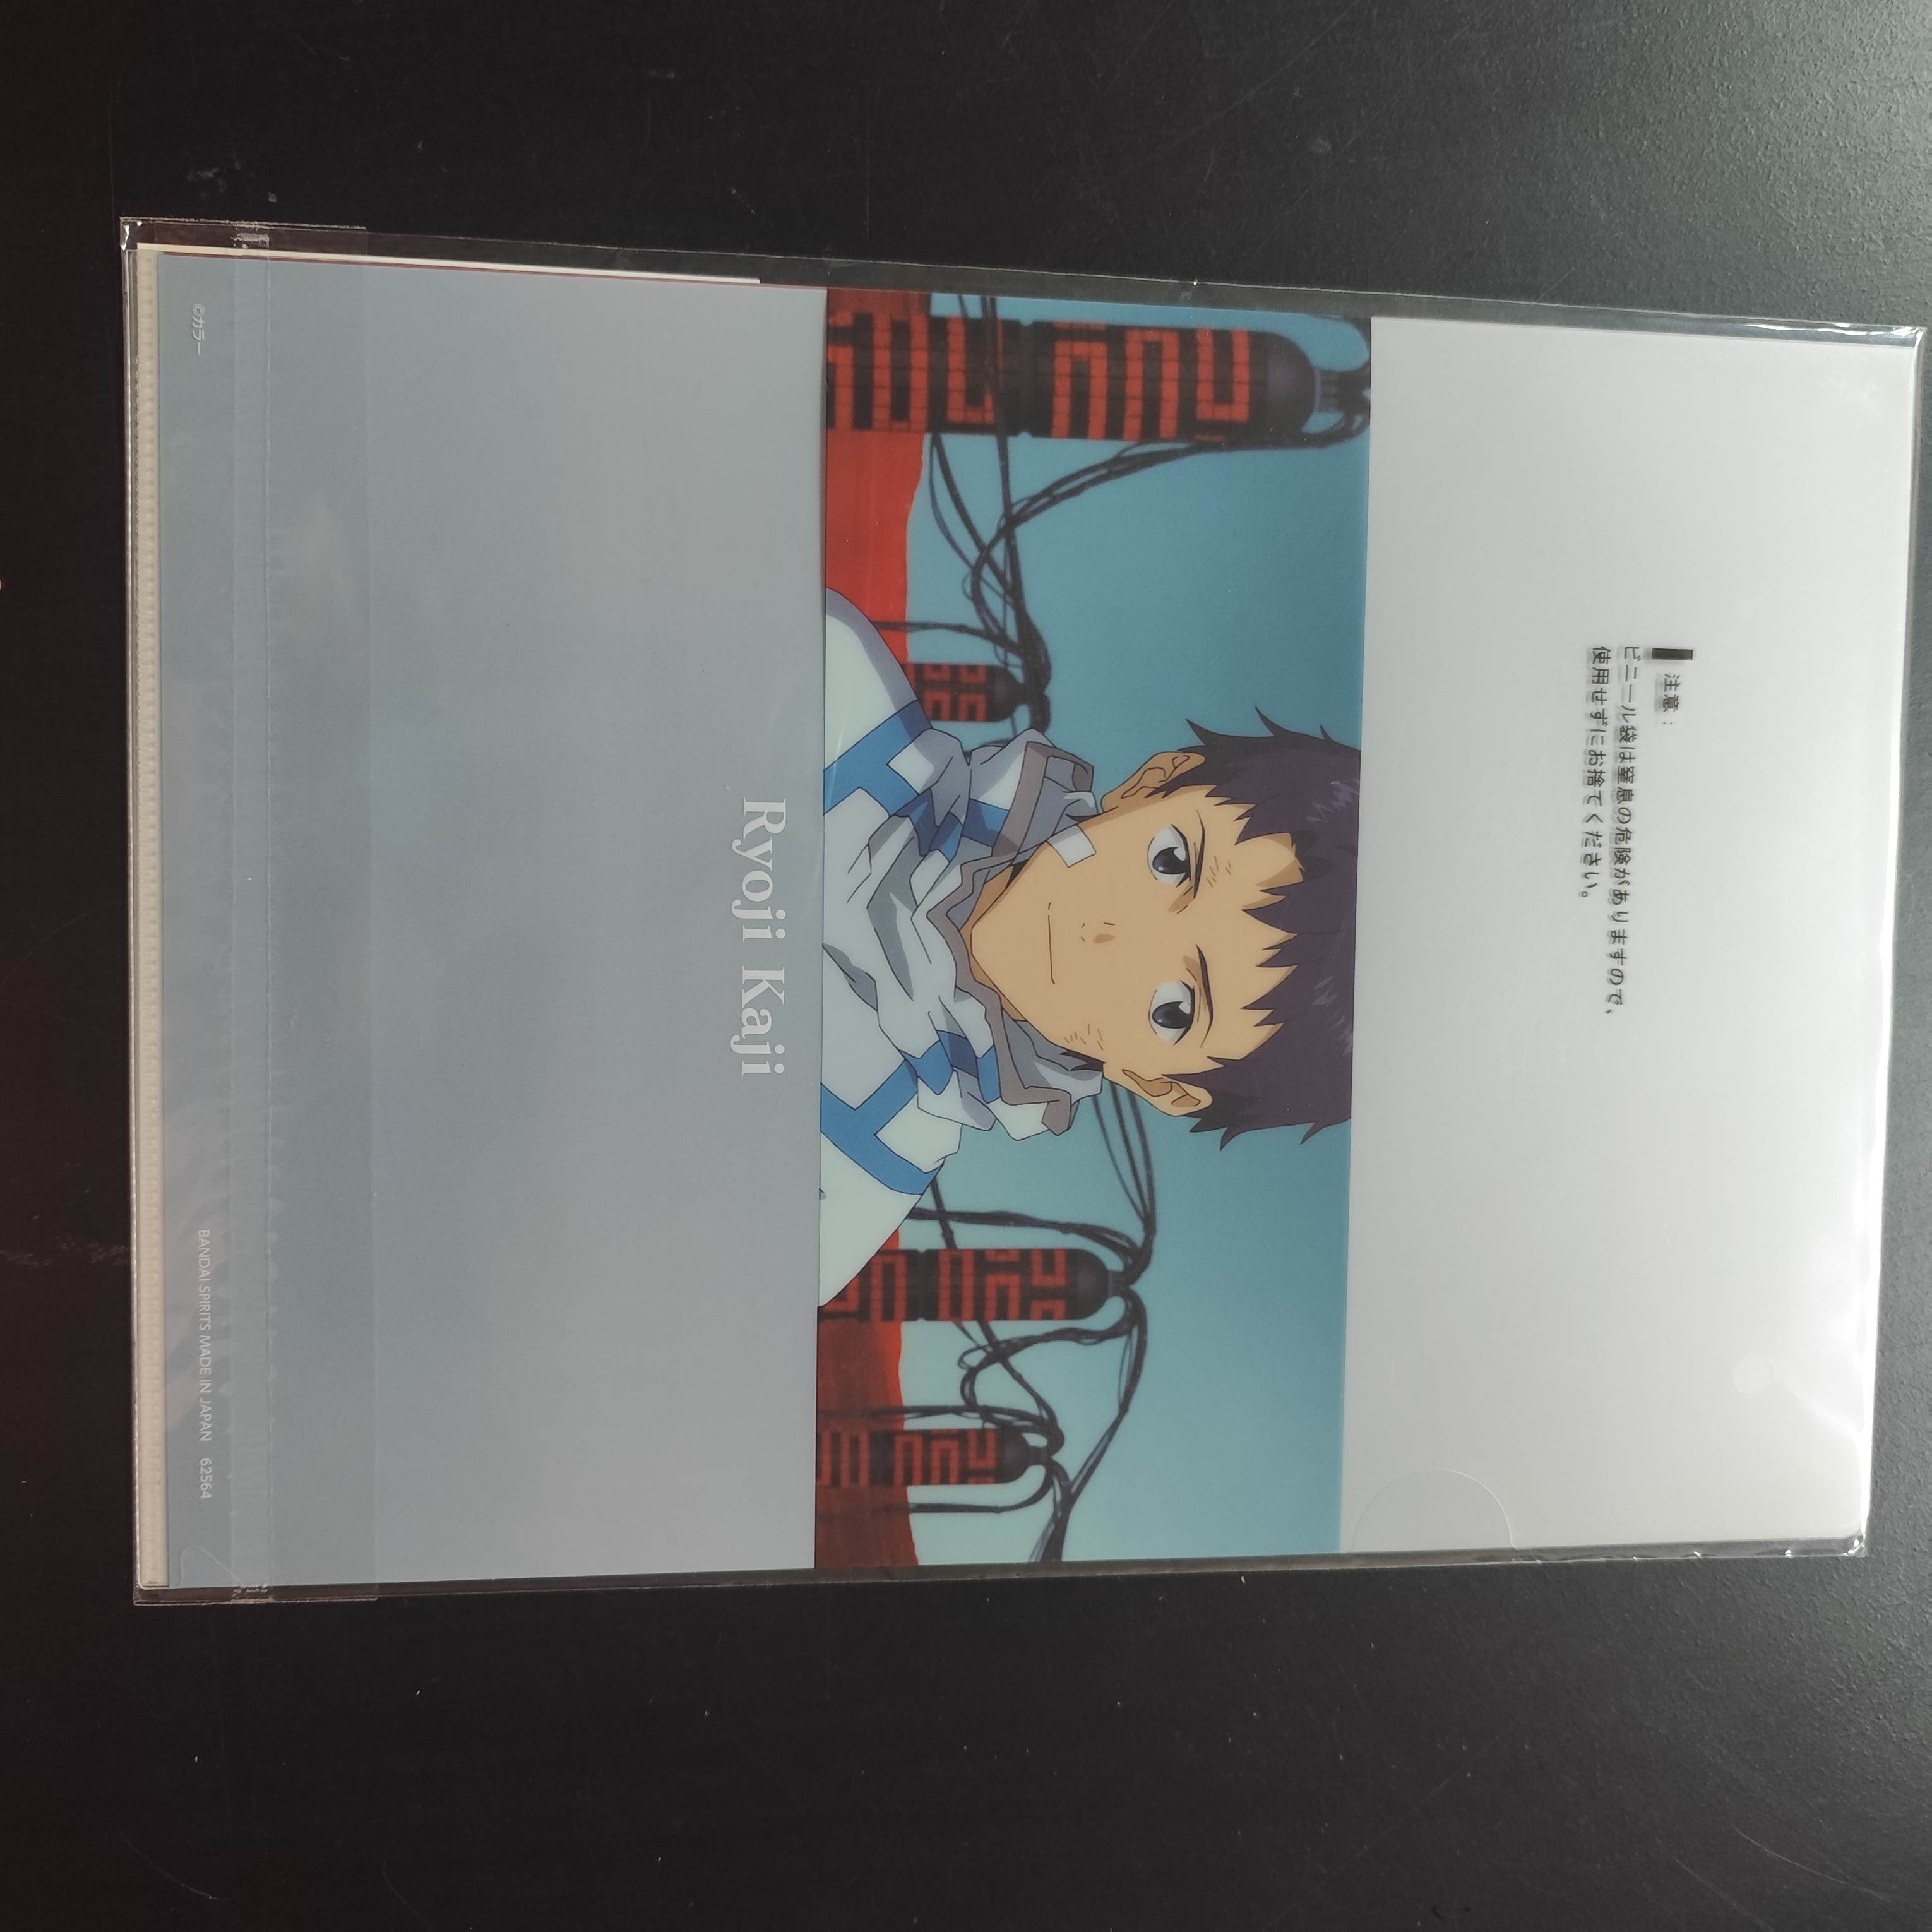 注意：
ビニール袋は窒息の危険がありますので、
使用せずにお捨てください。
Ryoji Kaji
©カラー
BANDAI SPIRITS MADE IN JAPAN 62564